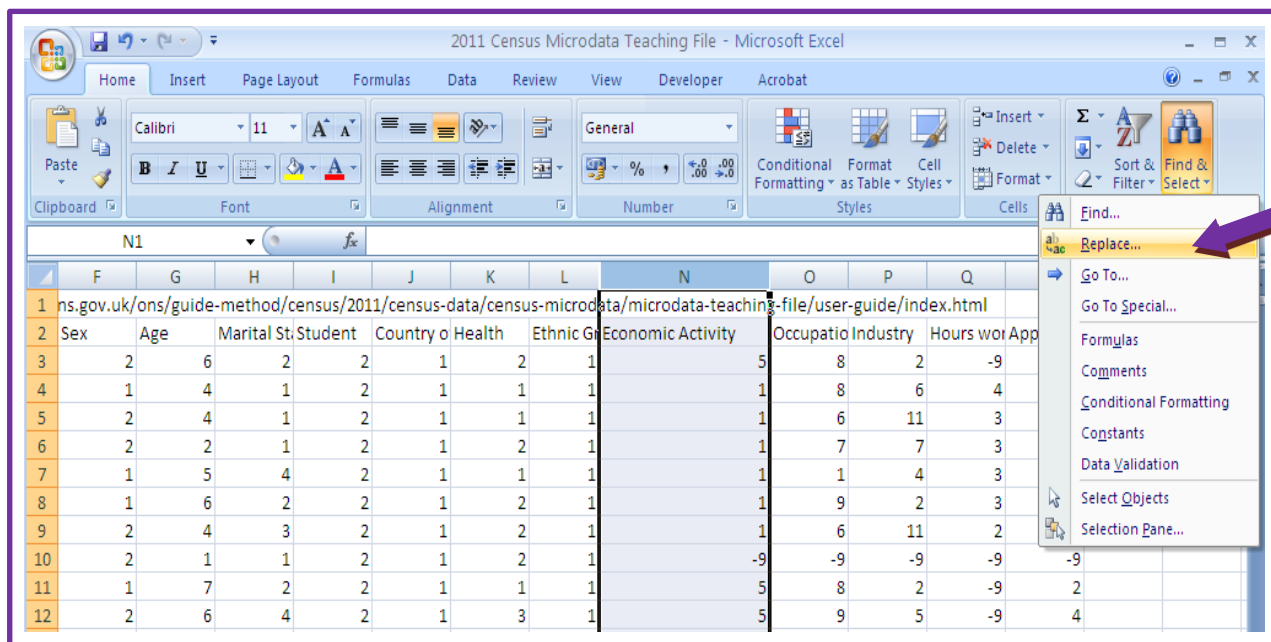 2011 Census Microdata Teaching File - Microsoft Excel
Home Insert Page Layout Formulas Data Review View Developer Acrobat
Paste
Clipboard
Calibri 11 A A
B I U A
Font
Alignment
General
% , .0 .00 .00 .0
Number
Conditional Formatting Format as Table Cell Styles
Styles
Insert
Delete
Format
Cells
Σ
A Z
Sort & Filter
Find & Select
Find...
Replace...
Go To...
Go To Special...
Formulas
Comments
Conditional Formatting
Constants
Data Validation
Select Objects
Selection Pane...
N1 fx
F G H I J K L N O P Q
1 ns.gov.uk/ons/guide-method/census/2011/census-data/census-microdata/microdata-teaching-file/user-guide/index.html
2 Sex Age Marital St Student Country o Health Ethnic Gr Economic Activity Occupatio Industry Hours wor App
3 2 6 2 2 1 2 1 5 8 2 -9
4 1 4 1 2 1 1 1 1 8 6 4
5 2 4 1 2 1 1 1 1 6 11 3
6 2 2 1 2 1 2 1 1 7 7 3
7 1 5 4 2 1 1 1 1 1 4 3
8 1 6 2 2 1 2 1 1 9 2 3
9 2 4 3 2 1 2 1 1 6 11 2
10 2 1 1 2 1 2 1 -9 -9 -9 -9 -9
11 1 7 2 2 1 1 1 5 8 2 -9 2
12 2 6 4 2 1 3 1 5 9 5 -9 4